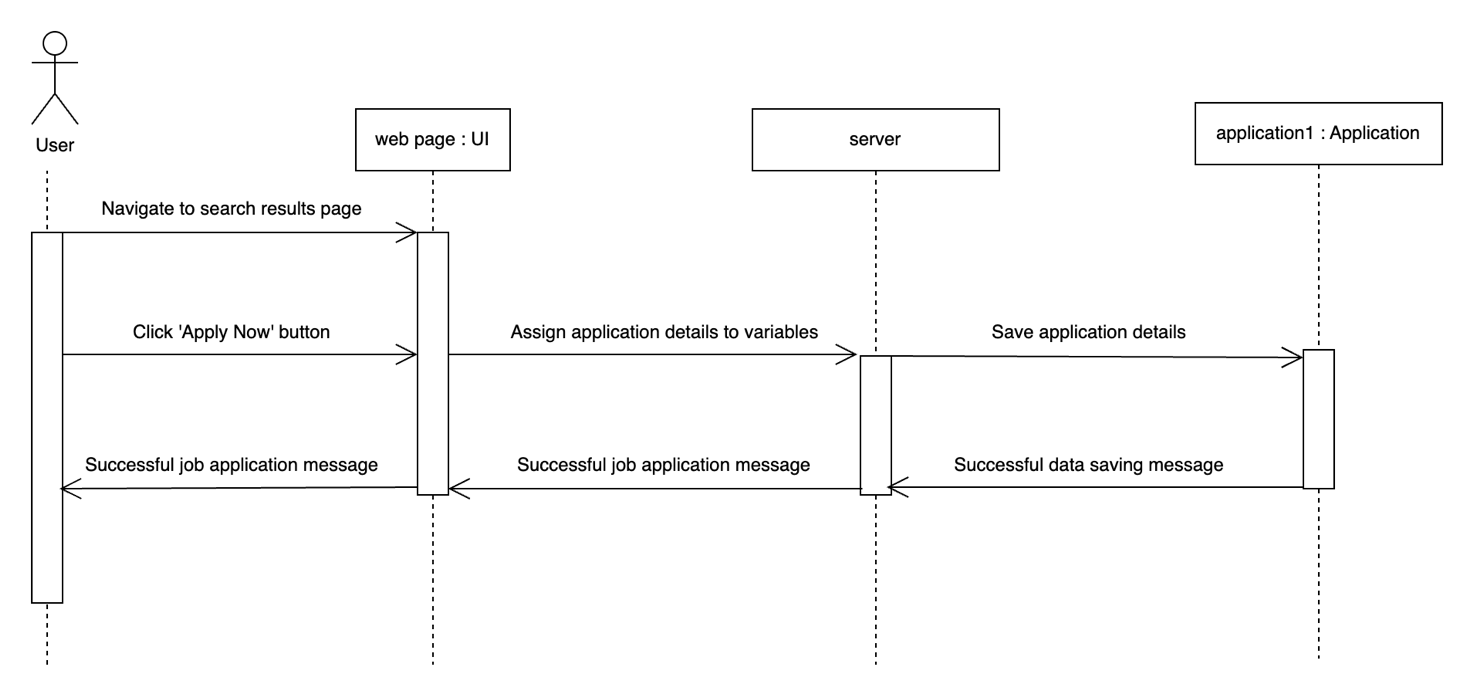 User
web page : UI
server
application1 : Application
Navigate to search results page
Click 'Apply Now' button
Assign application details to variables
Save application details
Successful job application message
Successful job application message
Successful data saving message